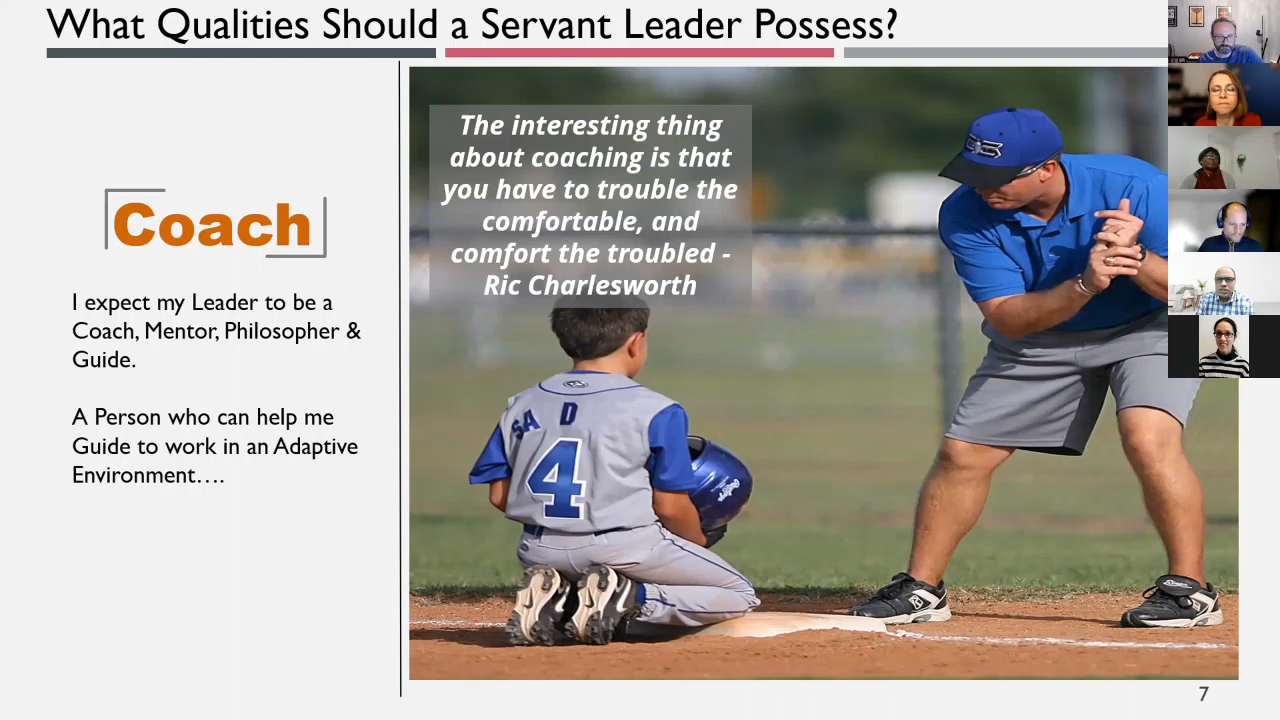 What Qualities Should a Servant Leader Possess?
The interesting thing
about coaching is that
you have to trouble the
comfortable, and
comfort the troubled -
Ric Charlesworth
Coach
I expect my Leader to be a
Coach, Mentor, Philosopher &
Guide.
A Person who can help me
Guide to work in an Adaptive
Environment….
SA D
4
7